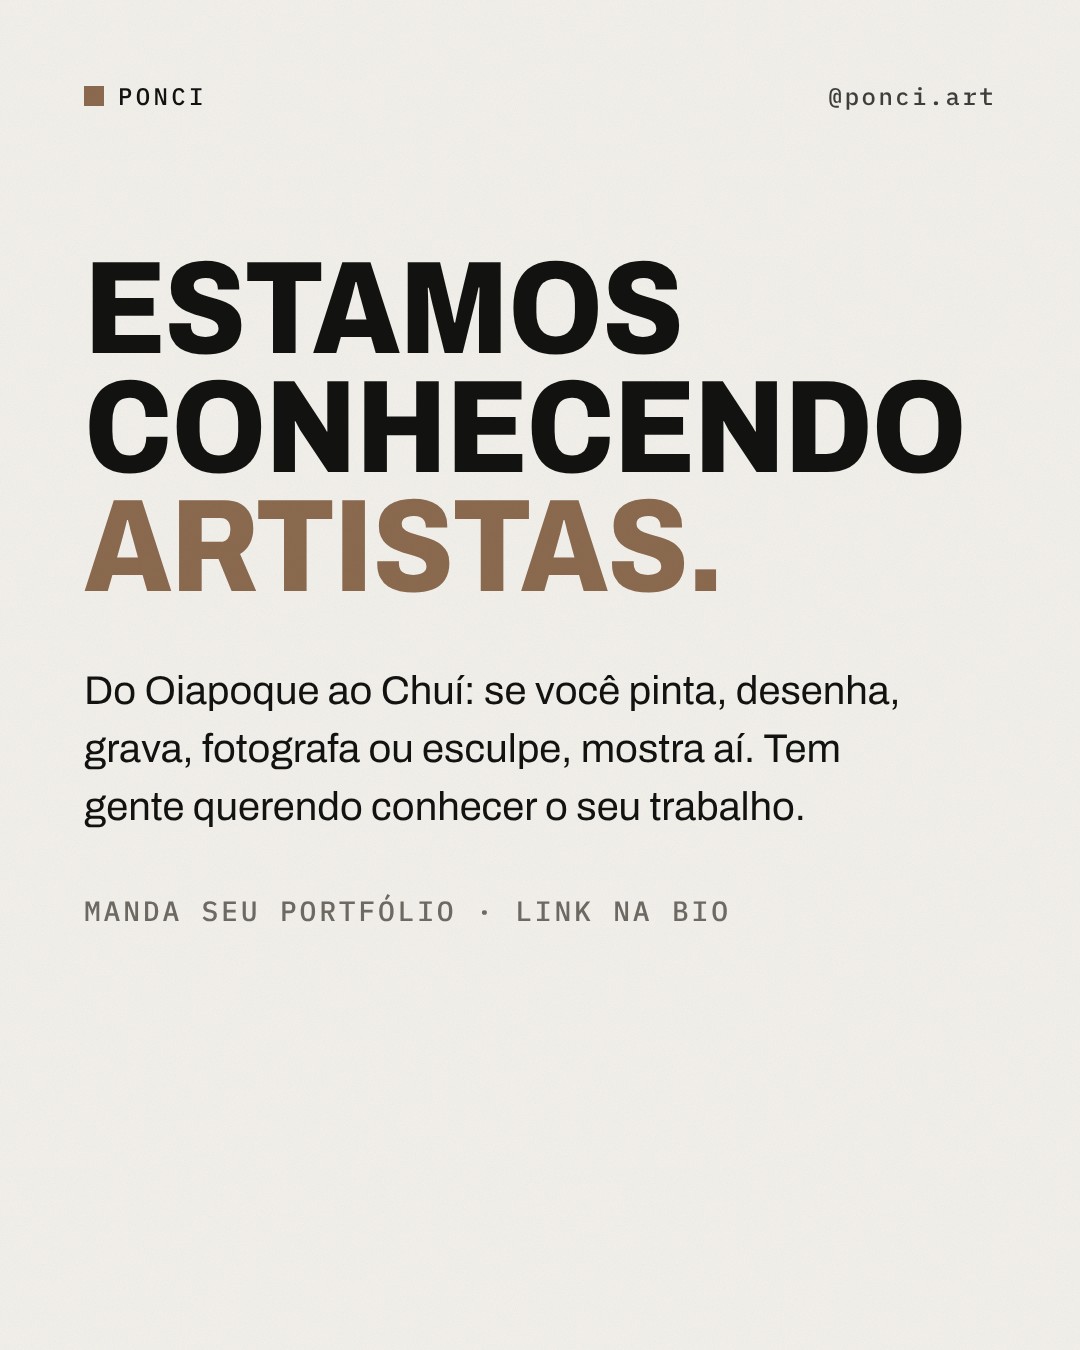 PONCI
@ponci.art
ESTAMOS
CONHECENDO
ARTISTAS.
Do Oiapoque ao Chuí: se você pinta, desenha,
grava, fotografa ou esculpe, mostra aí. Tem
gente querendo conhecer o seu trabalho.
MANDA SEU PORTFÓLIO · LINK NA BIO